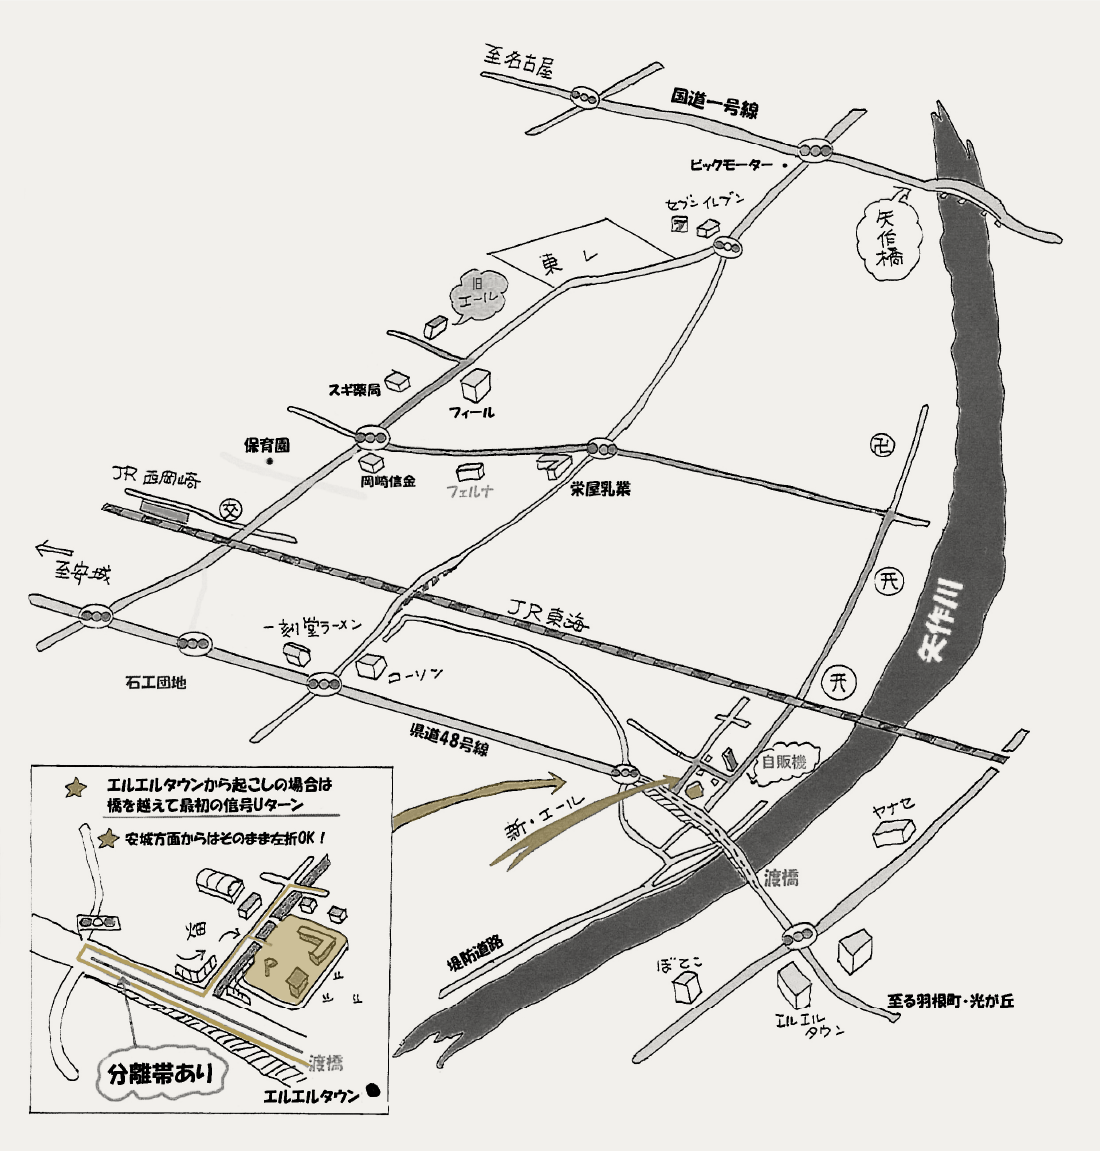 至名古屋
国道一号線
ビックモーター
セブンイレブン
矢作橋
東レ
旧
エール
スギ薬局
フィール
保育園
岡崎信金
フェルナ
栄屋乳業
卍
JR西岡崎
交
至安城
JR東海
矢作川
一刻堂ラーメン
ローソン
石工団地
県道48号線
自販機
新・エール
ヤナセ
渡橋
堤防道路
ぼてこ
エルエル
タウン
至る羽根町・光が丘
エルエルタウンから起こしの場合は
橋を越えて最初の信号Uターン
安城方面からはそのまま左折OK!
畑
P
渡橋
分離帯あり
エルエルタウン